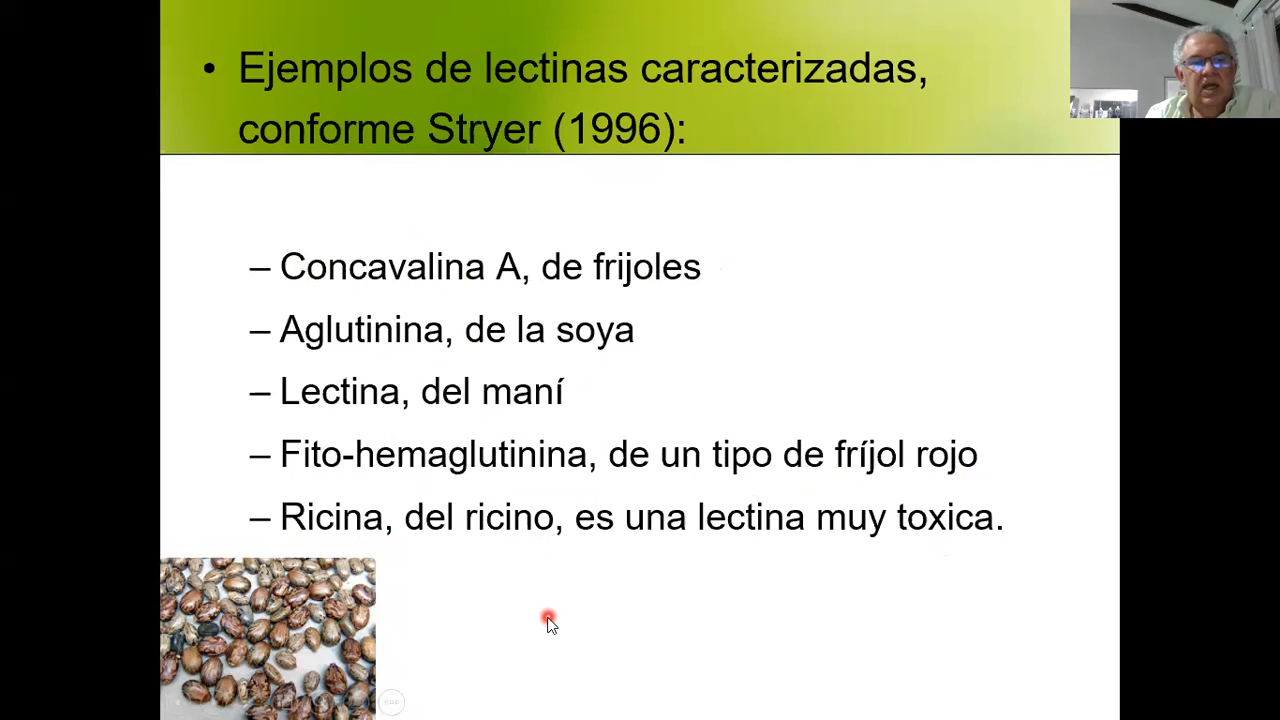 • Ejemplos de lectinas caracterizadas,
conforme Stryer (1996):
– Concavalina A, de frijoles
– Aglutinina, de la soya
– Lectina, del maní
– Fito-hemaglutinina, de un tipo de fríjol rojo
– Ricina, del ricino, es una lectina muy toxica.